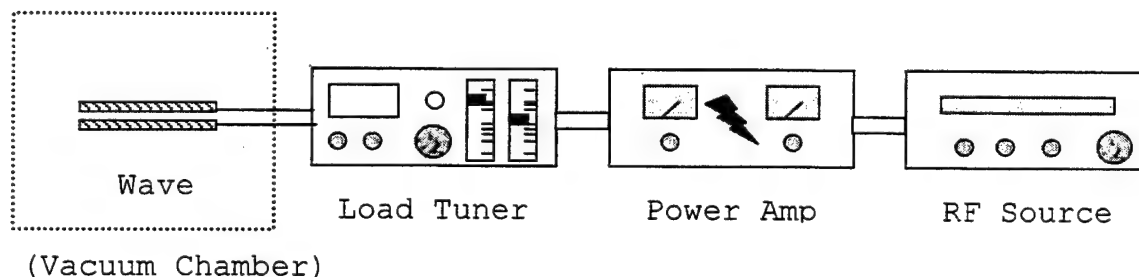 Wave
Load Tuner
Power Amp
RF Source
(Vacuum Chamber)